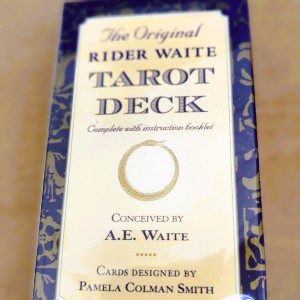 The Original
RIDER WAITE
TAROT
DECK
Complete with instruction booklet
CONCEIVED BY
A.E. WAITE
*****
CARDS DESIGNED BY
PAMELA COLMAN SMITH